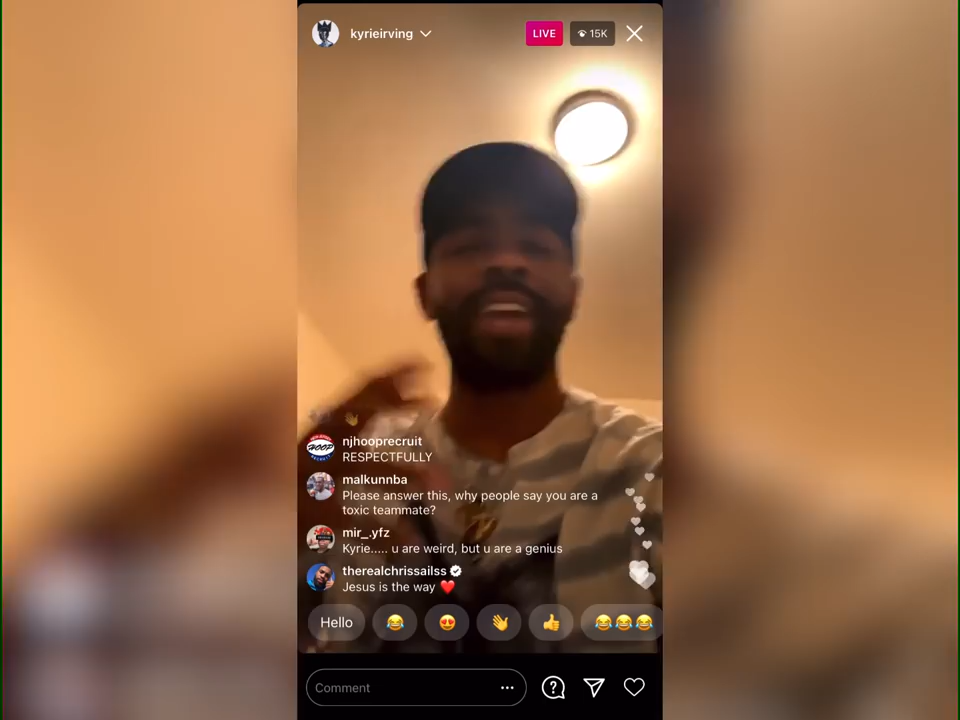 kyrieirving
LIVE
15K
njhooprecruit
RESPECTFULLY
malkunnba
Please answer this, why people say you are a
toxic teammate?
mir_.yfz
Kyrie..... u are weird, but u are a genius
therealchrissailss
Jesus is the way ❤️
Hello 😂 😍 👋 👍 😂😂😂
Comment
HOOP